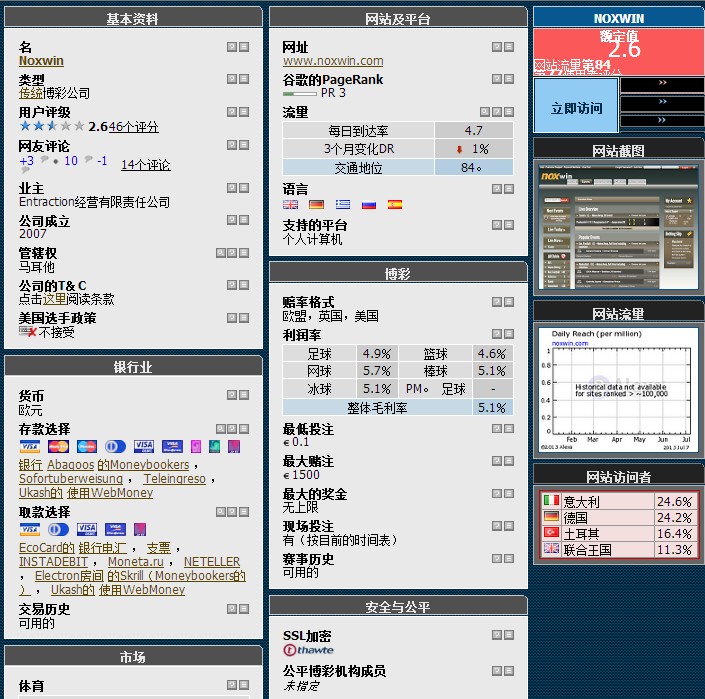 基本资料
名
Noxwin
类型
传统博彩公司
用户评级
2.6 46个评分
网友评论
+3 10 -1 14个评论
业主
Entraction经营有限责任公司
公司成立
2007
管辖权
马耳他
公司的T& C
点击这里阅读条款
美国选手政策
不接受
银行业
货币
欧元
存款选择
银行 Abaqoos 的Moneybookers ，
Sofortuberweisung ， Teleingreso ，
Ukash的 使用WebMoney
取款选择
EcoCard的 银行电汇 ， 支票 ，
INSTADEBIT ， Moneta.ru ， NETELLER
， Electron房间 的Skrill（Moneybookers的
） ， Ukash的 使用WebMoney
交易历史
可用的
市场
体育
网站及平台
网址
www.noxwin.com
谷歌的PageRank
PR 3
流量
每日到达率 4.7
3个月变化DR 1%
交通地位 84。
语言
支持的平台
个人计算机
博彩
赔率格式
欧盟，英国，美国
利润率
足球 4.9% 篮球 4.6%
网球 5.7% 棒球 5.1%
冰球 5.1% PM。 足球 -
整体毛利率 5.1%
最低投注
€ 0.1
最大赌注
€ 1500
最大的奖金
无上限
现场投注
有（按目前的时间表）
赛事历史
可用的
安全与公平
SSL加密
thawte
公平博彩机构成员
未指定
NOXWIN
额定值
2.6
网站流量第84
立即访问
>>
>>
>>
网站截图
noxwin
网站流量
Daily Reach (per million)
noxwin.com
1
0.8
0.6
0.4
0.2
0
Historical data not available
for sites ranked > ~100,000
Feb Mar Apr May Jun Jul
©2013 Alexa 2013 Jul 7
网站访问者
意大利 24.6%
德国 24.2%
土耳其 16.4%
联合王国 11.3%